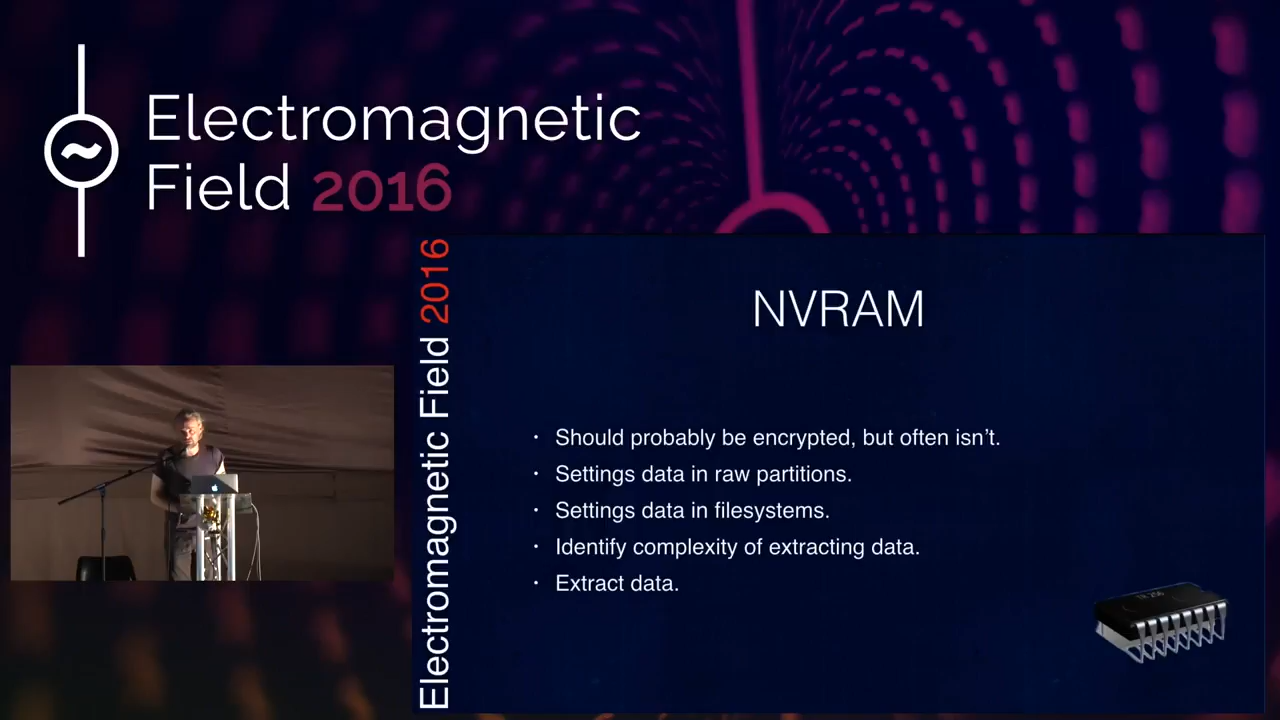 Electromagnetic
Field 2016
Electromagnetic Field 2016
NVRAM
· Should probably be encrypted, but often isn’t.
· Settings data in raw partitions.
· Settings data in filesystems.
· Identify complexity of extracting data.
· Extract data.